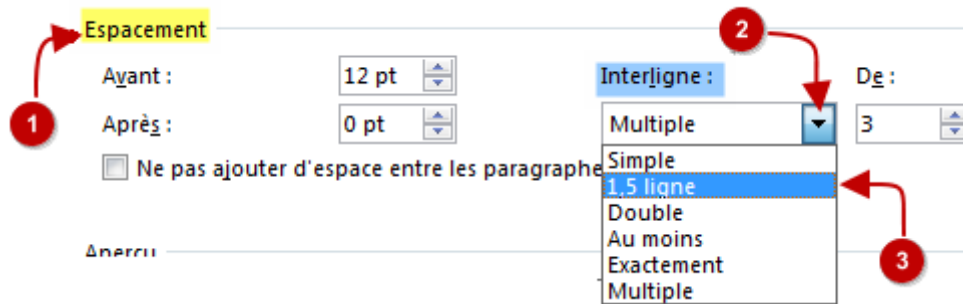 Espacement
2
Avant : 12 pt Interligne : De :
1
Après : 0 pt Multiple 3
Ne pas ajouter d'espace entre les paragraphe
Simple
1,5 ligne
Double
Au moins
Aperçu
Exactement
3
Multiple